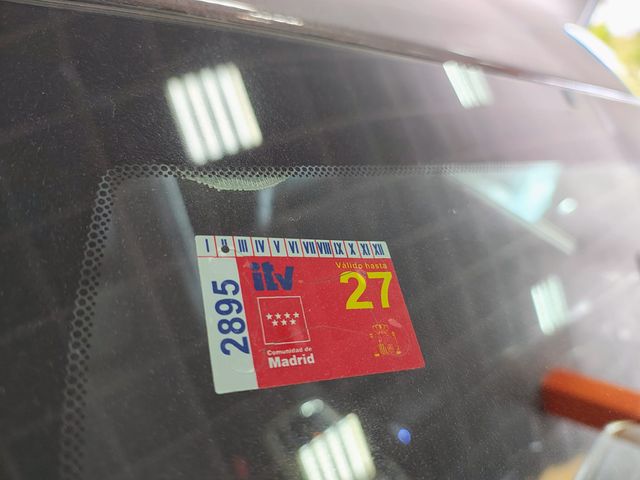 I II III IV V VI VII VIII IX X XI XII
itv
Válido hasta
27
2895
Comunidad de
Madrid